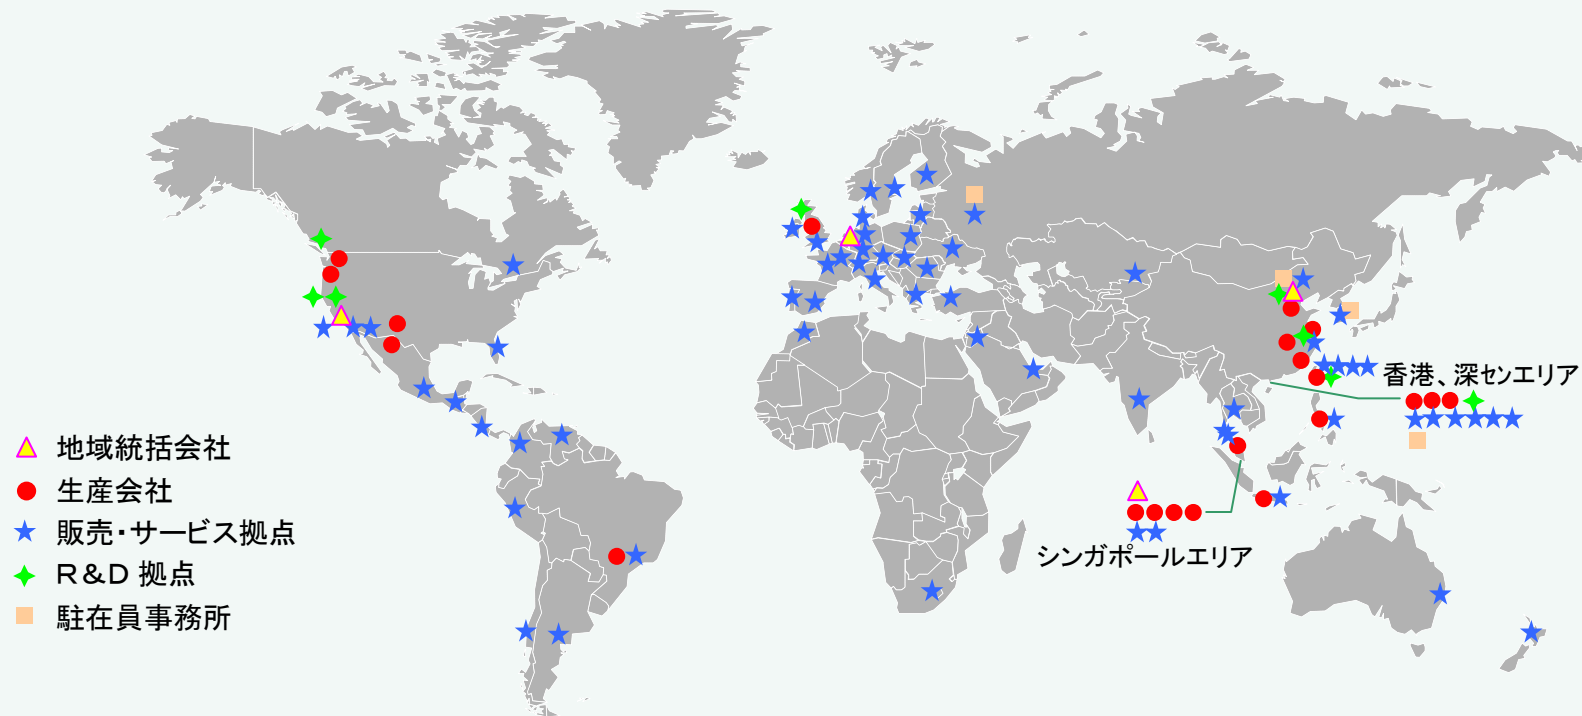 地域統括会社
生産会社
販売・サービス拠点
R&D 拠点
駐在員事務所
香港、深センエリア
シンガポールエリア